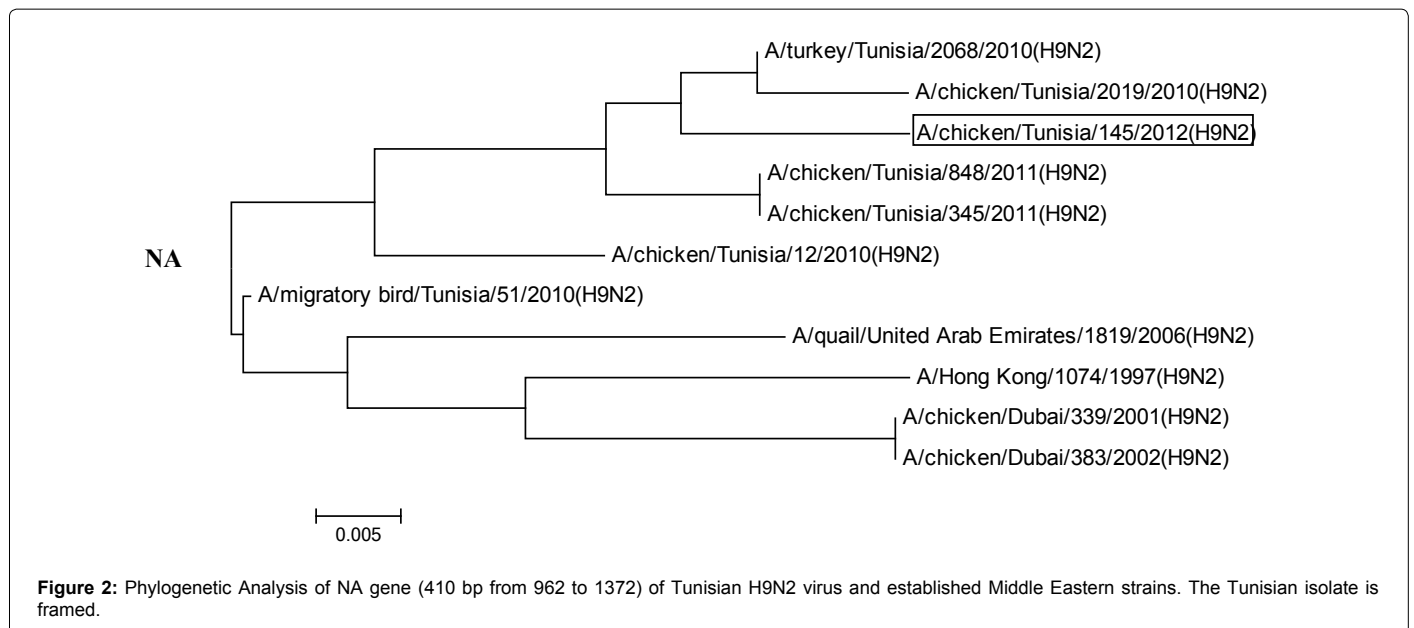 A/turkey/Tunisia/2068/2010(H9N2)
A/chicken/Tunisia/2019/2010(H9N2)
A/chicken/Tunisia/145/2012(H9N2)
A/chicken/Tunisia/848/2011(H9N2)
A/chicken/Tunisia/345/2011(H9N2)
A/chicken/Tunisia/12/2010(H9N2)
NA
A/migratory bird/Tunisia/51/2010(H9N2)
A/quail/United Arab Emirates/1819/2006(H9N2)
A/Hong Kong/1074/1997(H9N2)
A/chicken/Dubai/339/2001(H9N2)
A/chicken/Dubai/383/2002(H9N2)
0.005
Figure 2: Phylogenetic Analysis of NA gene (410 bp from 962 to 1372) of Tunisian H9N2 virus and established Middle Eastern strains. The Tunisian isolate is
framed.